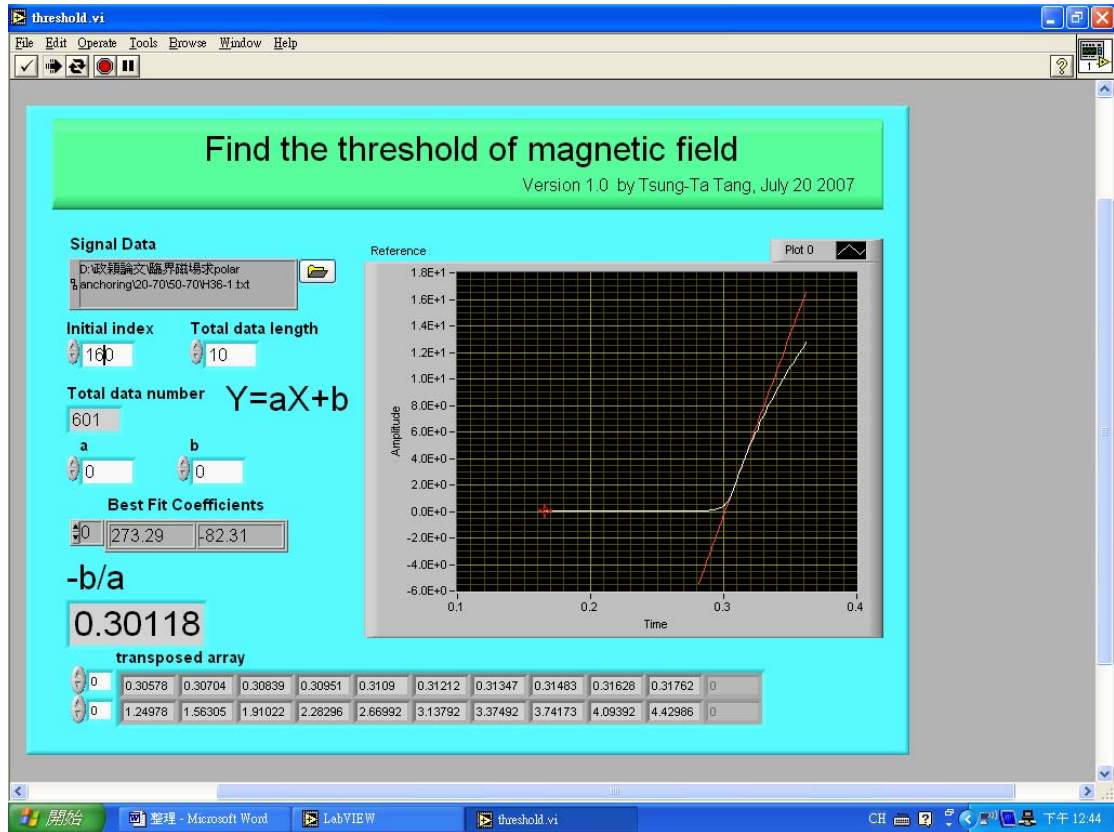 threshold.vi
File Edit Operate Tools Browse Window Help
1
Find the threshold of magnetic field
Version 1.0 by Tsung-Ta Tang, July 20 2007
Signal Data
D:\政穎論文\臨界磁場求polar
anchoring\20-70\50-70\H36-1.txt
Initial index Total data length
160 10
Total data number Y=aX+b
601
a b
0 0
Best Fit Coefficients
0 273.29 -82.31
-b/a
0.30118
Reference Plot 0
1.8E+1
1.6E+1
1.4E+1
1.2E+1
1.0E+1
8.0E+0
6.0E+0
4.0E+0
2.0E+0
0.0E+0
-2.0E+0
-4.0E+0
-6.0E+0
Amplitude
0.1 0.2 0.3 0.4
Time
transposed array
0 0.30578 0.30704 0.30839 0.30951 0.3109 0.31212 0.31347 0.31483 0.31628 0.31762 0
0 1.24978 1.56305 1.91022 2.28296 2.66992 3.13792 3.37492 3.74173 4.09392 4.42986 0
開始 整理 - Microsoft Word LabVIEW threshold.vi CH 下午 12:44